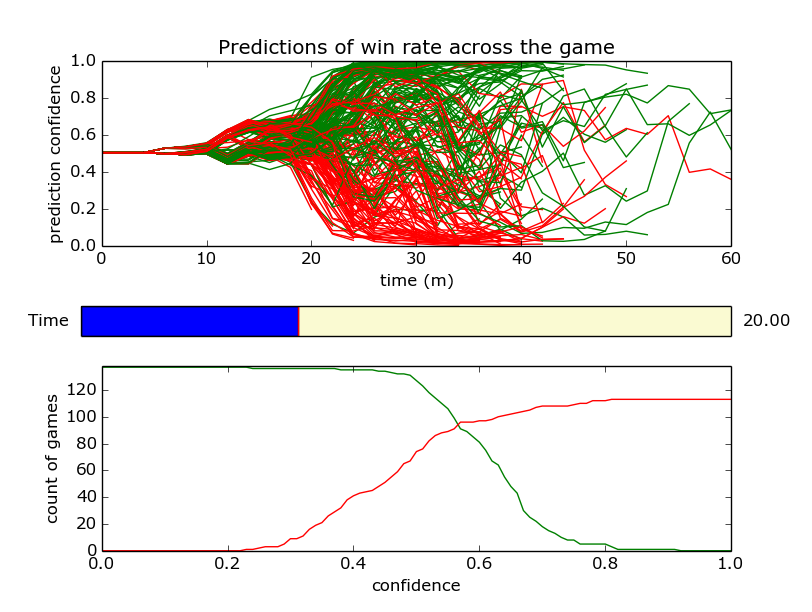 Predictions of win rate across the game
prediction confidence
1.0
0.8
0.6
0.4
0.2
0.0
0 10 20 30 40 50 60
time (m)
Time 20.00
count of games
120
100
80
60
40
20
0
0.0 0.2 0.4 0.6 0.8 1.0
confidence